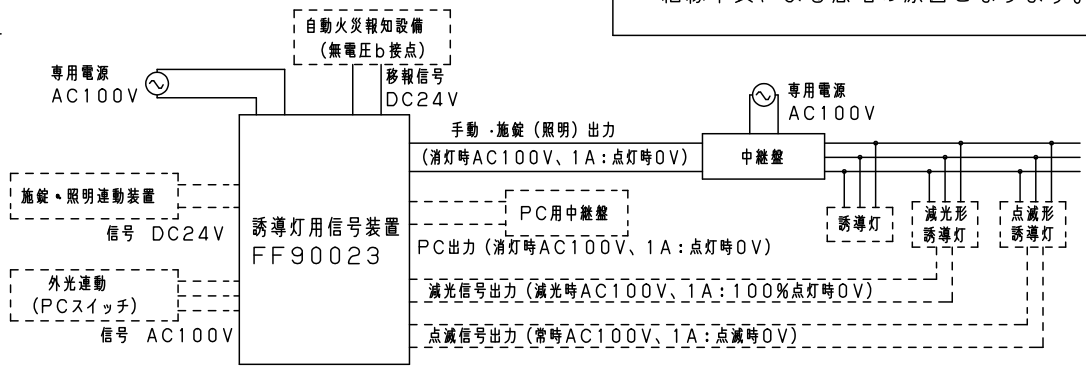 自動火災報知設備
(無電圧b接点)
移報信号
DC24V
専用電源
AC100V
専用電源
AC100V
手動・施錠(照明)出力
(消灯時AC100V、1A:点灯時0V)
中継盤
施錠・照明連動装置
信号 DC24V
誘導灯用信号装置
FF90023
PC用中継盤
PC出力(消灯時AC100V、1A:点灯時0V)
誘導灯
減光形
誘導灯
点滅形
誘導灯
外光連動
(PCスイッチ)
信号 AC100V
減光信号出力(減光時AC100V、1A:100%点灯時0V)
点滅信号出力(常時AC100V、1A:点滅時0V)